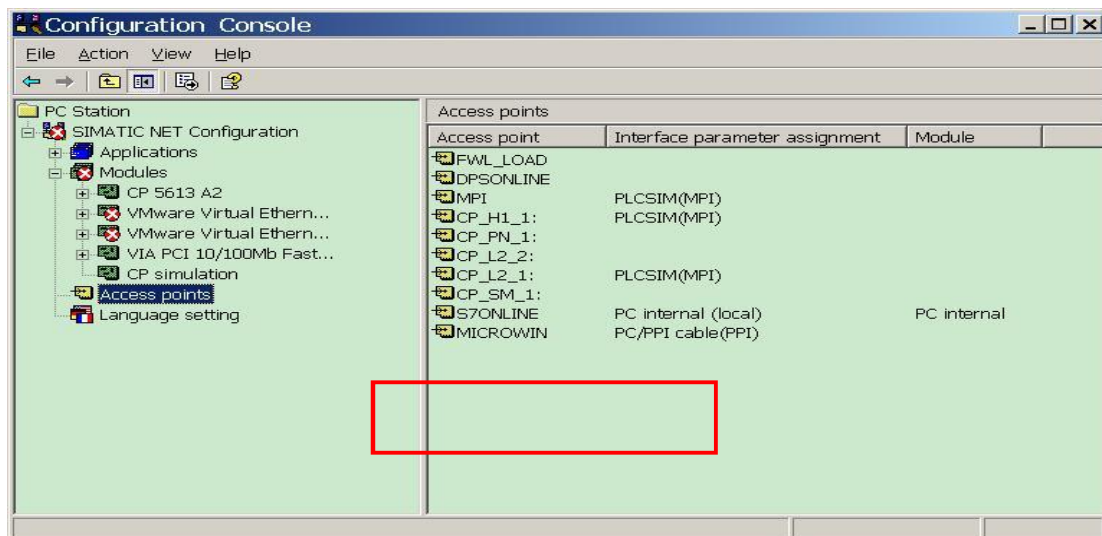 Configuration Console
File Action View Help
PC Station
SIMATIC NET Configuration
Applications
Modules
CP 5613 A2
VMware Virtual Ethern...
VMware Virtual Ethern...
VIA PCI 10/100Mb Fast...
CP simulation
Access points
Language setting
Access points
Access point Interface parameter assignment Module
FWL_LOAD
DPSONLINE
MPI PLCSIM(MPI)
CP_H1_1: PLCSIM(MPI)
CP_PN_1:
CP_L2_2:
CP_L2_1: PLCSIM(MPI)
CP_SM_1:
S7ONLINE PC internal (local) PC internal
MICROWIN PC/PPI cable(PPI)